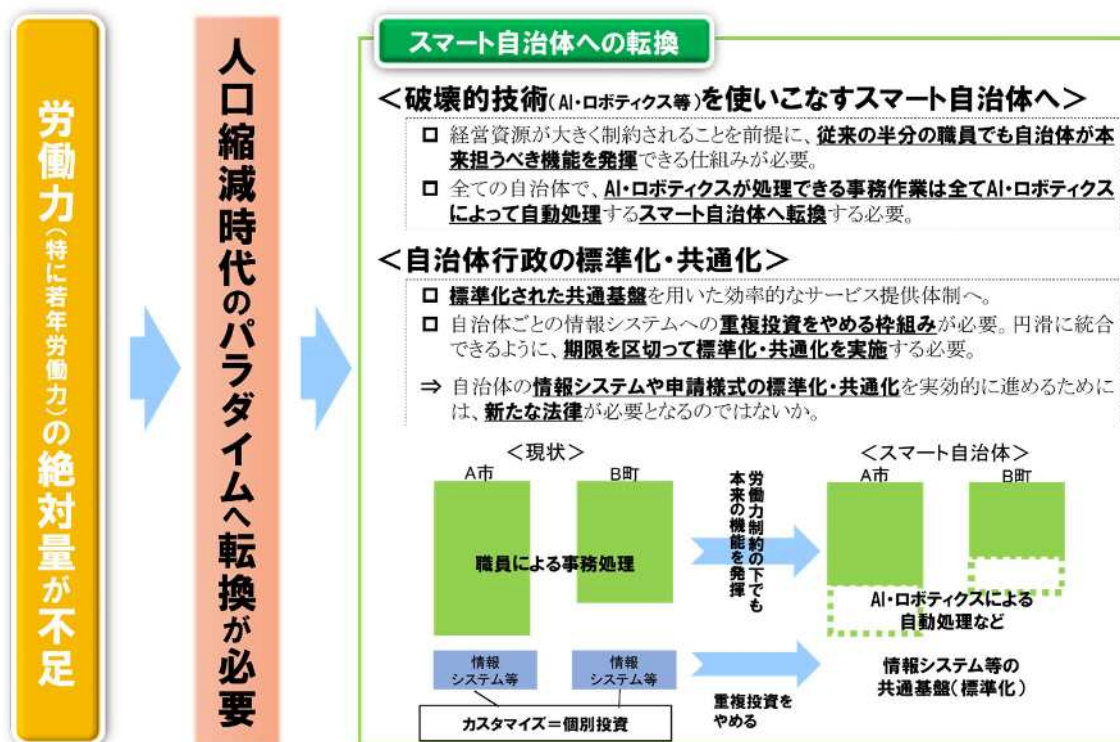 労働力（特に若年労働力）の絶対量が不足
人口縮減時代のパラダイムへ転換が必要
スマート自治体への転換
＜破壊的技術（AI・ロボティクス等）を使いこなすスマート自治体へ＞
□ 経営資源が大きく制約されることを前提に、従来の半分の職員でも自治体が本
来担うべき機能を発揮できる仕組みが必要。
□ 全ての自治体で、AI・ロボティクスが処理できる事務作業は全てAI・ロボティクス
によって自動処理するスマート自治体へ転換する必要。
＜自治体行政の標準化・共通化＞
□ 標準化された共通基盤を用いた効率的なサービス提供体制へ。
□ 自治体ごとの情報システムへの重複投資をやめる枠組みが必要。円滑に統合
できるように、期限を区切って標準化・共通化を実施する必要。
⇒ 自治体の情報システムや申請様式の標準化・共通化を実効的に進めるために
は、新たな法律が必要となるのではないか。
＜現状＞
A市
B町
職員による事務処理
情報
システム等
情報
システム等
カスタマイズ＝個別投資
労働力制約の下でも
本来の機能を発揮
重複投資を
やめる
＜スマート自治体＞
A市
B町
AI・ロボティクスによる
自動処理など
情報システム等の
共通基盤（標準化）